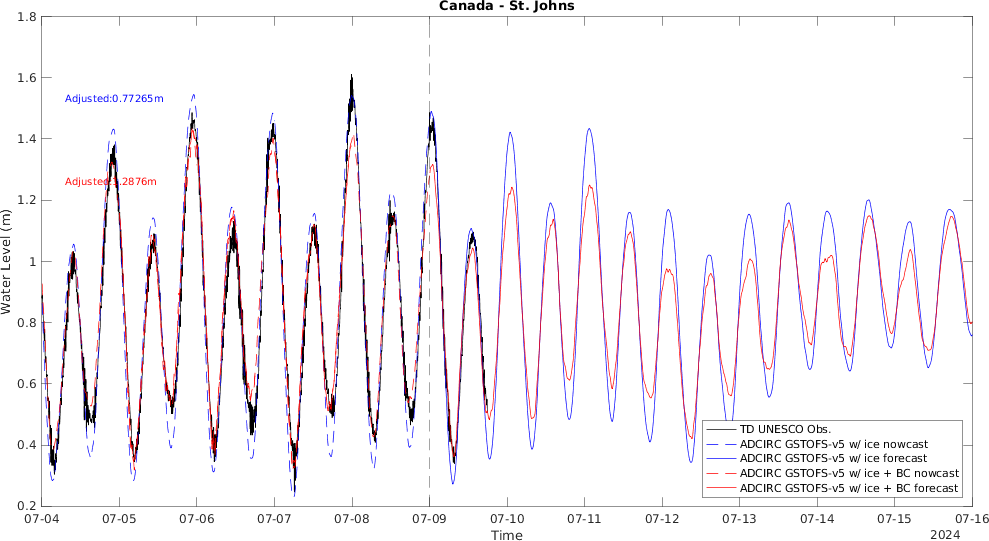 Canada - St. Johns
1.8
1.6
Adjusted:0.77265m
1.4
Adjusted:1.2876m
1.2
1
0.8
0.6
0.4
0.2
Water Level (m)
TD UNESCO Obs.
ADCIRC GSTOFS-v5 w/ ice nowcast
ADCIRC GSTOFS-v5 w/ ice forecast
ADCIRC GSTOFS-v5 w/ ice + BC nowcast
ADCIRC GSTOFS-v5 w/ ice + BC forecast
07-04 07-05 07-06 07-07 07-08 07-09 07-10 07-11 07-12 07-13 07-14 07-15 07-16
Time
2024